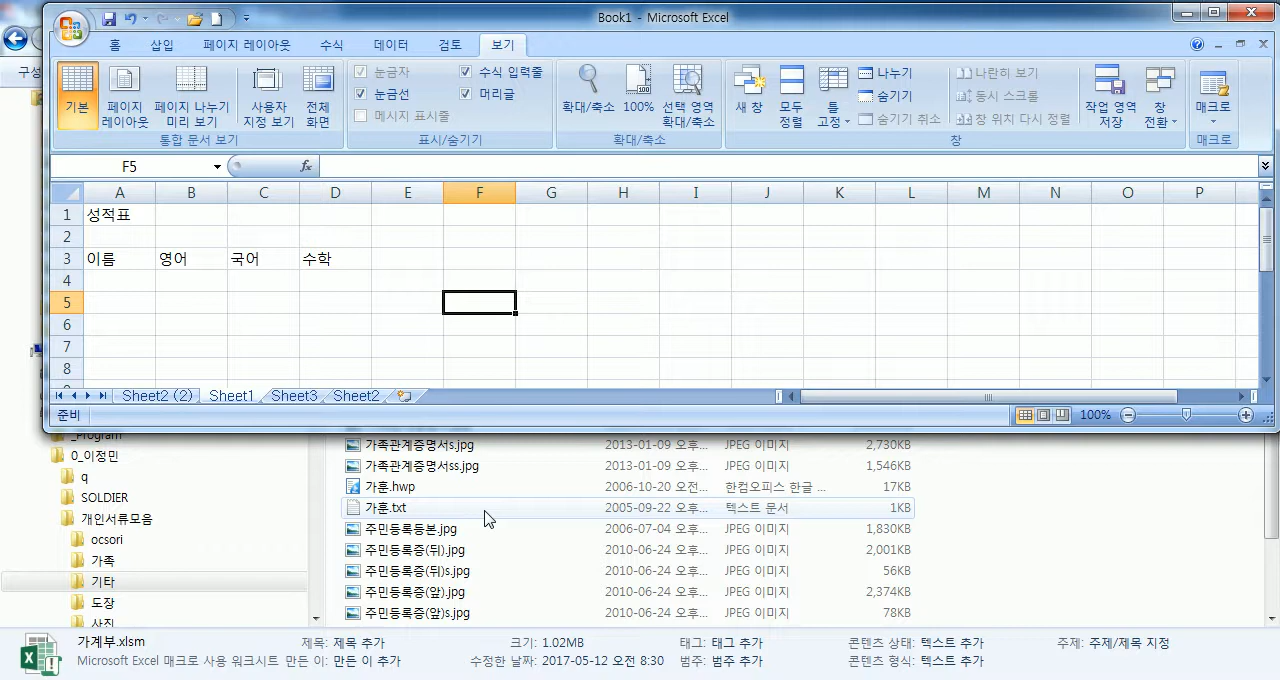 Book1 - Microsoft Excel
홈 삽입 페이지 레이아웃 수식 데이터 검토 보기
구성
기본
페이지 레이아웃
페이지 나누기 미리 보기
사용자 지정 보기
전체 화면
통합 문서 보기
눈금자
수식 입력줄
눈금선
머리글
메시지 표시줄
표시/숨기기
확대/축소
100%
선택 영역 확대/축소
확대/축소
새 창
모두 정렬
틀 고정
나누기
숨기기
숨기기 취소
나란히 보기
동시 스크롤
창 위치 다시 정렬
작업 영역 저장
창 전환
창
매크로
매크로
F5 fx
A B C D E F G H I J K L M N O P
1 성적표
2
3 이름 영어 국어 수학
4
5
6
7
8
Sheet2 (2) Sheet1 Sheet3 Sheet2
준비 100%
_Program
0_이정민
q
SOLDIER
개인서류모음
ocsori
가족
기타
도장
사진
가족관계증명서s.jpg 2013-01-09 오후... JPEG 이미지 2,730KB
가족관계증명서ss.jpg 2013-01-09 오후... JPEG 이미지 1,546KB
가훈.hwp 2006-10-20 오전... 한컴오피스 한글 ... 17KB
가훈.txt 2005-09-22 오후... 텍스트 문서 1KB
주민등록등본.jpg 2006-07-04 오후... JPEG 이미지 1,830KB
주민등록증(뒤).jpg 2010-06-24 오후... JPEG 이미지 2,001KB
주민등록증(뒤)s.jpg 2010-06-24 오후... JPEG 이미지 56KB
주민등록증(앞).jpg 2010-06-24 오후... JPEG 이미지 2,374KB
주민등록증(앞)s.jpg 2010-06-24 오후... JPEG 이미지 78KB
가계부.xlsm 제목: 제목 추가 크기: 1.02MB 태그: 태그 추가 콘텐츠 상태: 텍스트 추가 주제: 주제/제목 지정
Microsoft Excel 매크로 사용 워크시트 만든 이: 만든 이 추가 수정한 날짜: 2017-05-12 오전 8:30 범주: 범주 추가 콘텐츠 형식: 텍스트 추가